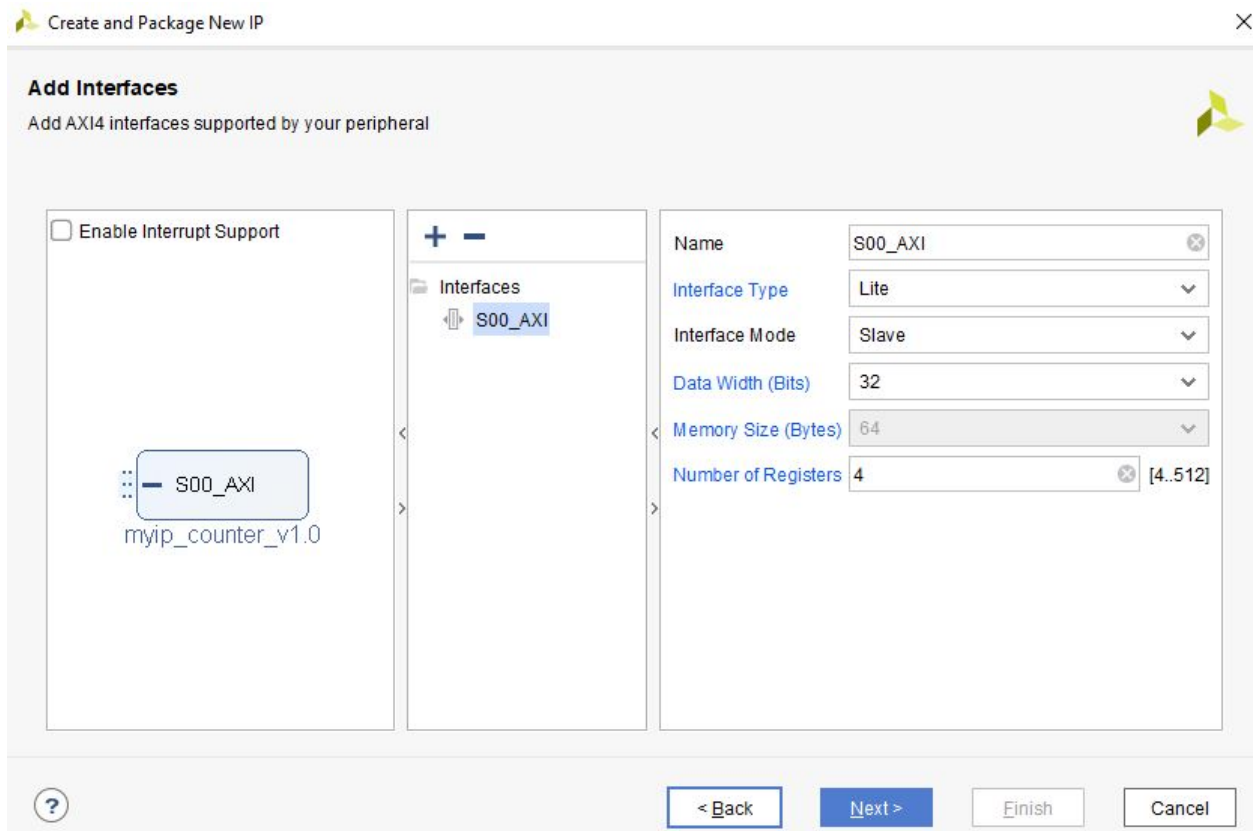 Create and Package New IP
Add Interfaces
Add AXI4 interfaces supported by your peripheral
Enable Interrupt Support
S00_AXI
myip_counter_v1.0
Interfaces
S00_AXI
Name S00_AXI
Interface Type Lite
Interface Mode Slave
Data Width (Bits) 32
Memory Size (Bytes) 64
Number of Registers 4 [4..512]
? < Back Next > Finish Cancel